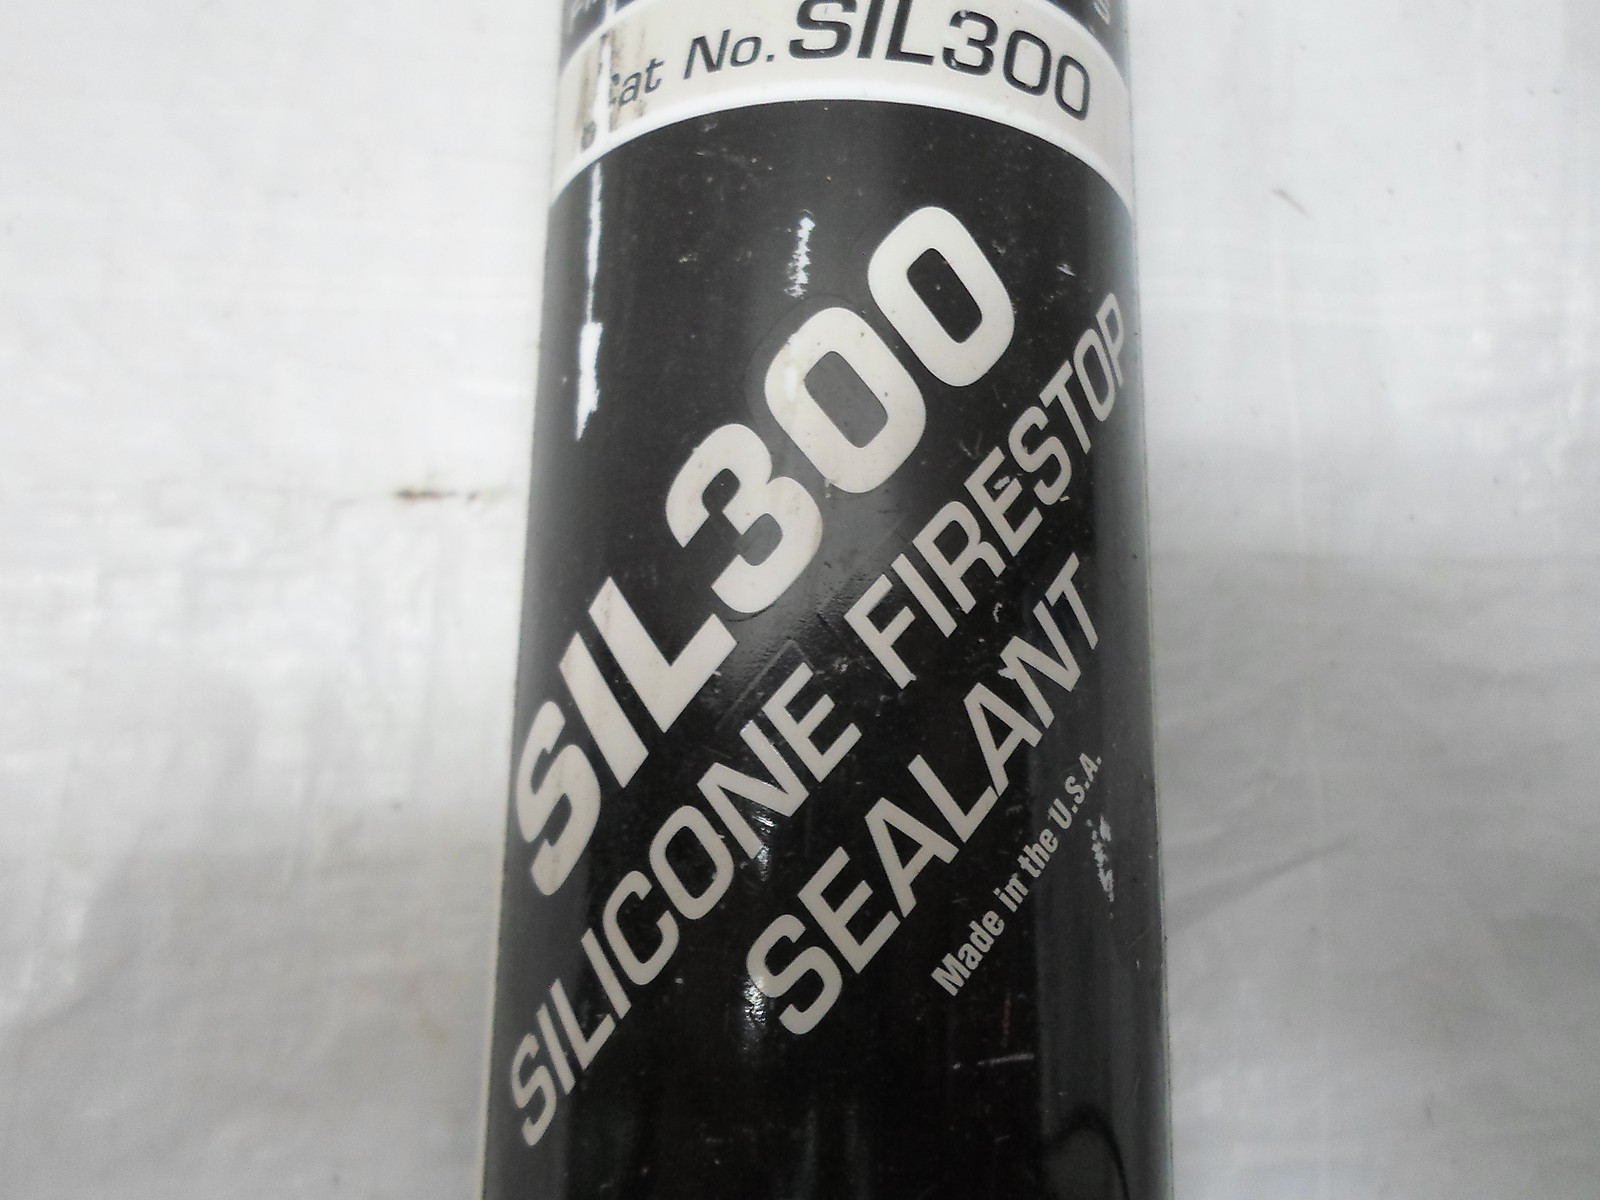 Cat No. SIL300
SIL300
SILICONE FIRESTOP
SEALANT
Made in the U.S.A.